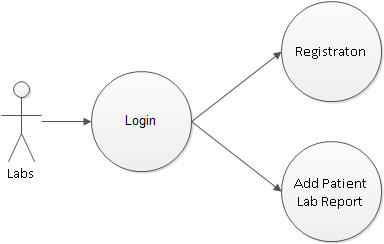 Registraton
Login
Labs
Add Patient
Lab Report